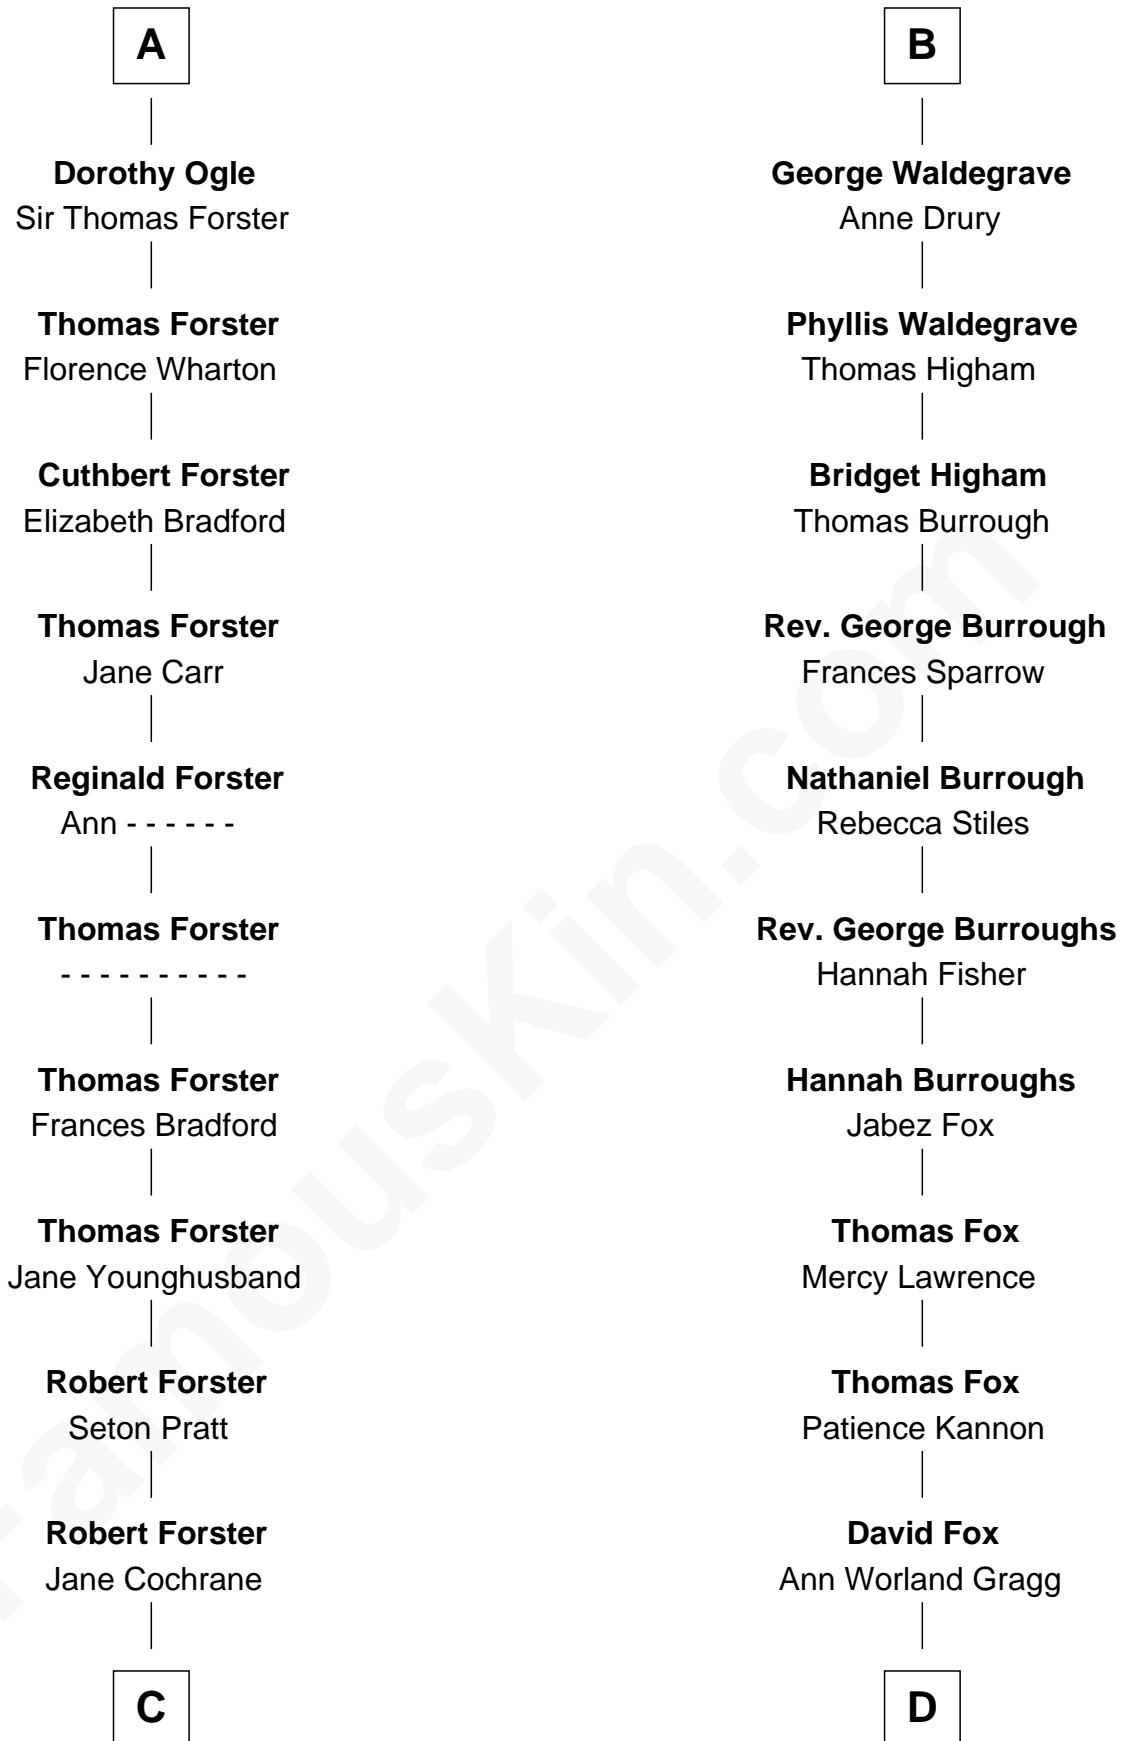 A
Dorothy Ogle
Sir Thomas Forster
Thomas Forster
Florence Wharton
Cuthbert Forster
Elizabeth Bradford
Thomas Forster
Jane Carr
Reginald Forster
Ann - - - - - -
Thomas Forster
- - - - - - - - - -
Thomas Forster
Frances Bradford
Thomas Forster
Jane Younghusband
Robert Forster
Seton Pratt
Robert Forster
Jane Cochrane
C
B
George Waldegrave
Anne Drury
Phyllis Waldegrave
Thomas Higham
Bridget Higham
Thomas Burrough
Rev. George Burrough
Frances Sparrow
Nathaniel Burrough
Rebecca Stiles
Rev. George Burroughs
Hannah Fisher
Hannah Burroughs
Jabez Fox
Thomas Fox
Mercy Lawrence
Thomas Fox
Patience Kannon
David Fox
Ann Worland Gragg
D
FamousKin.com